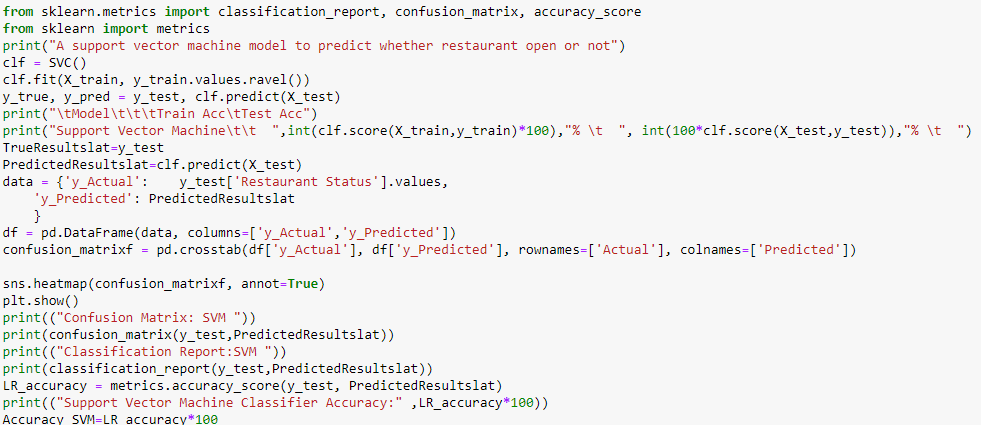 from sklearn.metrics import classification_report, confusion_matrix, accuracy_score
from sklearn import metrics
print("A support vector machine model to predict whether restaurant open or not")
clf = SVC()
clf.fit(X_train, y_train.values.ravel())
y_true, y_pred = y_test, clf.predict(X_test)
print("\tModel\t\t\tTrain Acc\tTest Acc")
print("Support Vector Machine\t\t  ",int(clf.score(X_train,y_train)*100),"% \t  ", int(100*clf.score(X_test,y_test)),"% \t  ")
TrueResultslat=y_test
PredictedResultslat=clf.predict(X_test)
data = {'y_Actual':    y_test['Restaurant Status'].values,
    'y_Predicted': PredictedResultslat
    }
df = pd.DataFrame(data, columns=['y_Actual','y_Predicted'])
confusion_matrixf = pd.crosstab(df['y_Actual'], df['y_Predicted'], rownames=['Actual'], colnames=['Predicted'])
sns.heatmap(confusion_matrixf, annot=True)
plt.show()
print(("Confusion Matrix: SVM "))
print(confusion_matrix(y_test,PredictedResultslat))
print(("Classification Report:SVM "))
print(classification_report(y_test,PredictedResultslat))
LR_accuracy = metrics.accuracy_score(y_test, PredictedResultslat)
print(("Support Vector Machine Classifier Accuracy:" ,LR_accuracy*100))
Accuracy_SVM=LR_accuracy*100